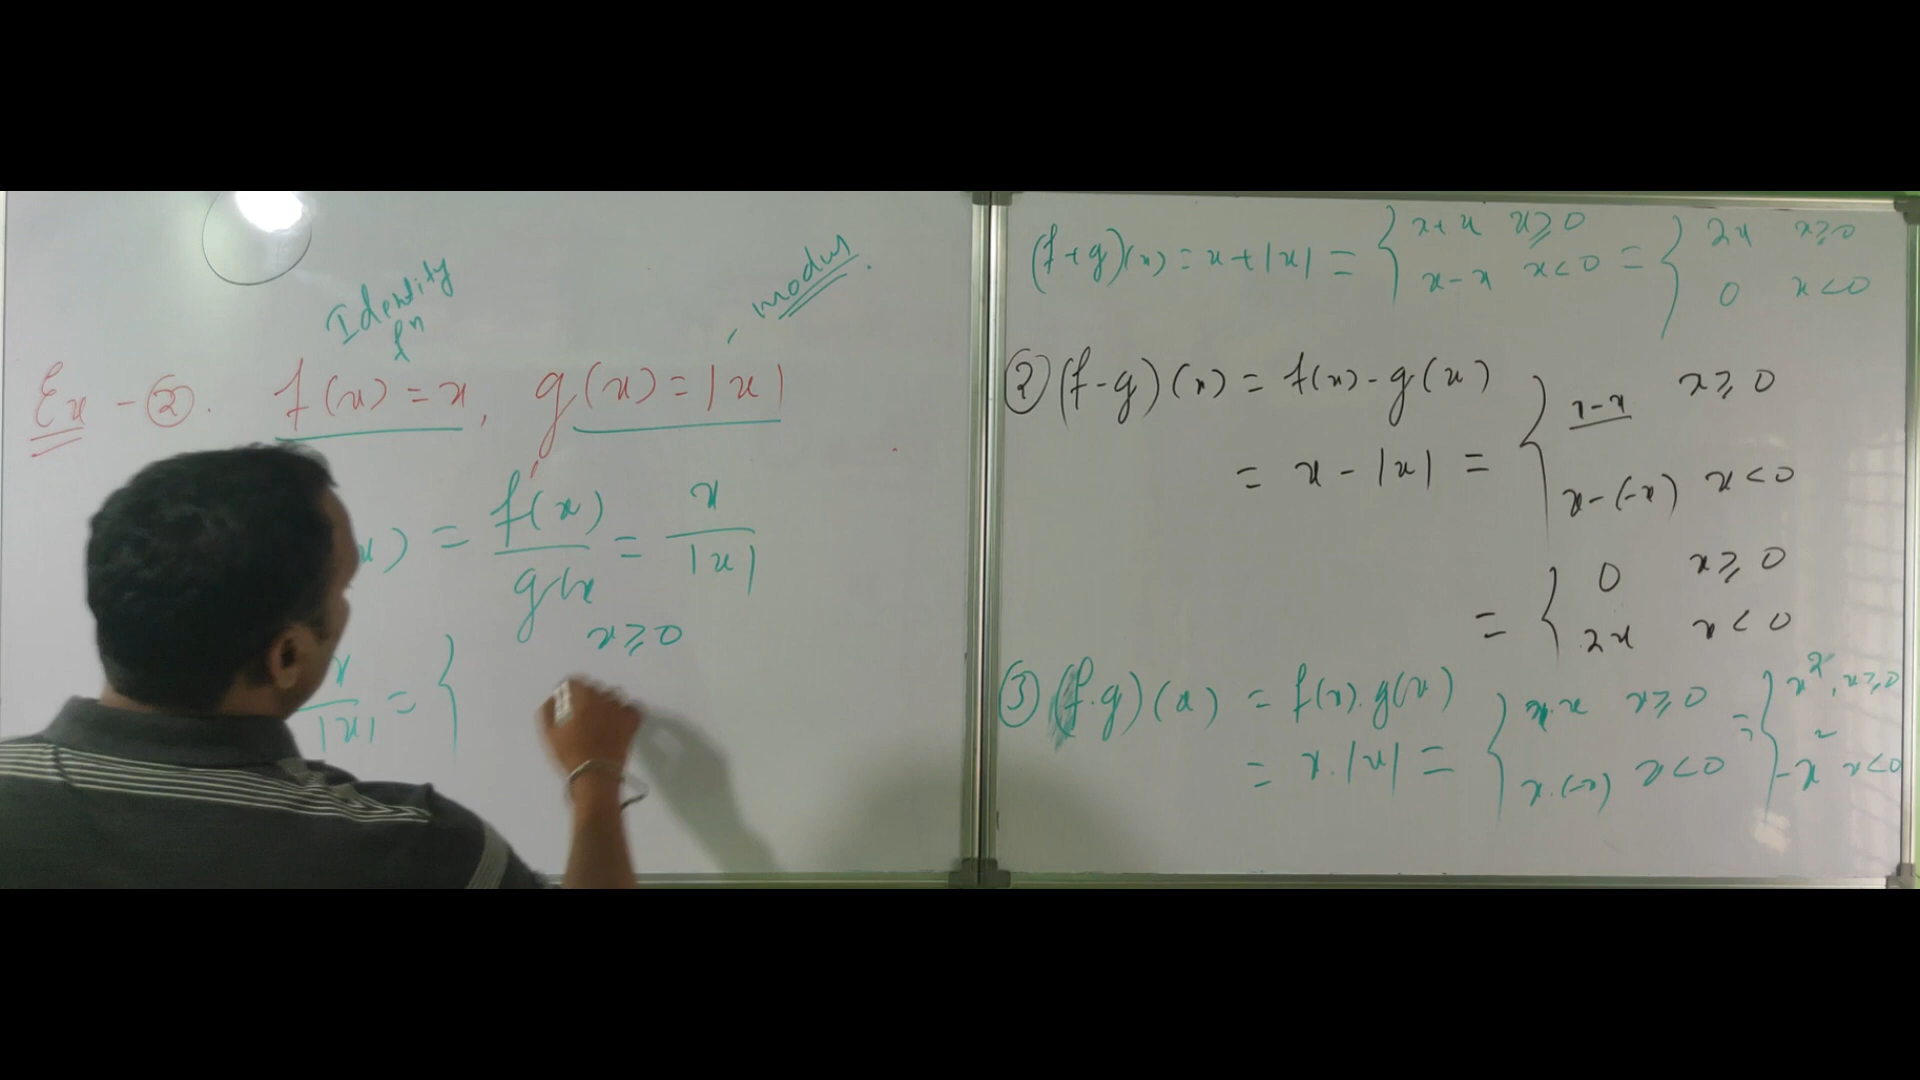 Identity
fn
modus
Ex - ②. f(x) = x, g(x) = |x|
x) = f(x)/g(x = x/|x|
x ≥ 0
x/|x| = {
(f+g)(x) = x + |x| = { x+x x ≥ 0 = { 2x x ≥ 0
x-x x < 0 0 x < 0
② (f-g)(x) = f(x) - g(x)
= x - |x| = { x-x x ≥ 0
x-(-x) x < 0
= { 0 x ≥ 0
2x x < 0
③ (f.g)(x) = f(x).g(x)
= x.|x| = { x.x x ≥ 0 = { x², x ≥ 0
x.(-x) x < 0 -x² x < 0